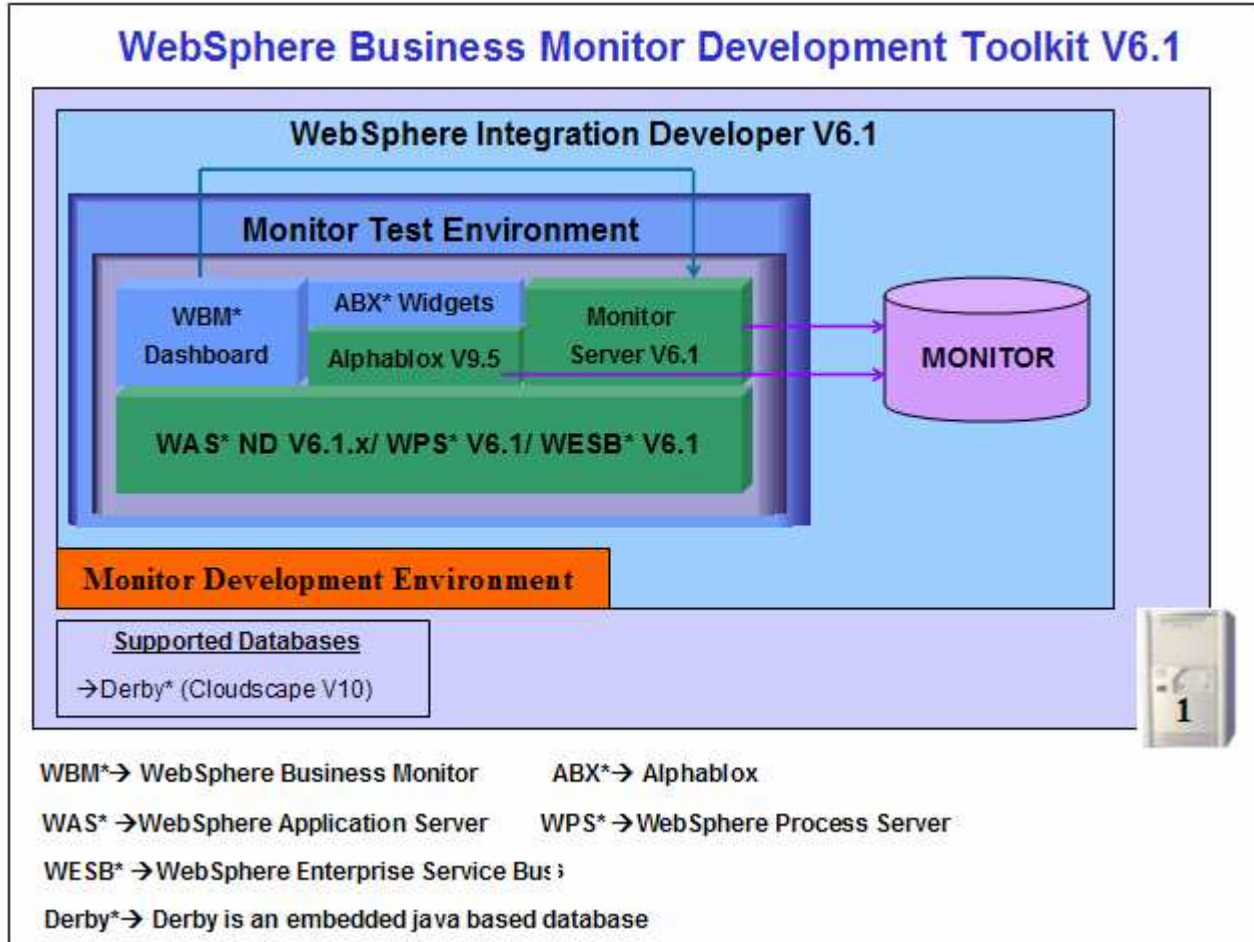 WebSphere Business Monitor Development Toolkit V6.1
WebSphere Integration Developer V6.1
Monitor Test Environment
WBM*
Dashboard
ABX* Widgets
Alphablox V9.5
Monitor
Server V6.1
MONITOR
WAS* ND V6.1.x/ WPS* V6.1/ WESB* V6.1
Monitor Development Environment
Supported Databases
→Derby* (Cloudscape V10)
1
WBM*→ WebSphere Business Monitor
ABX*→ Alphablox
WAS* →WebSphere Application Server
WPS* →WebSphere Process Server
WESB* →WebSphere Enterprise Service Bus
Derby*→ Derby is an embedded java based database